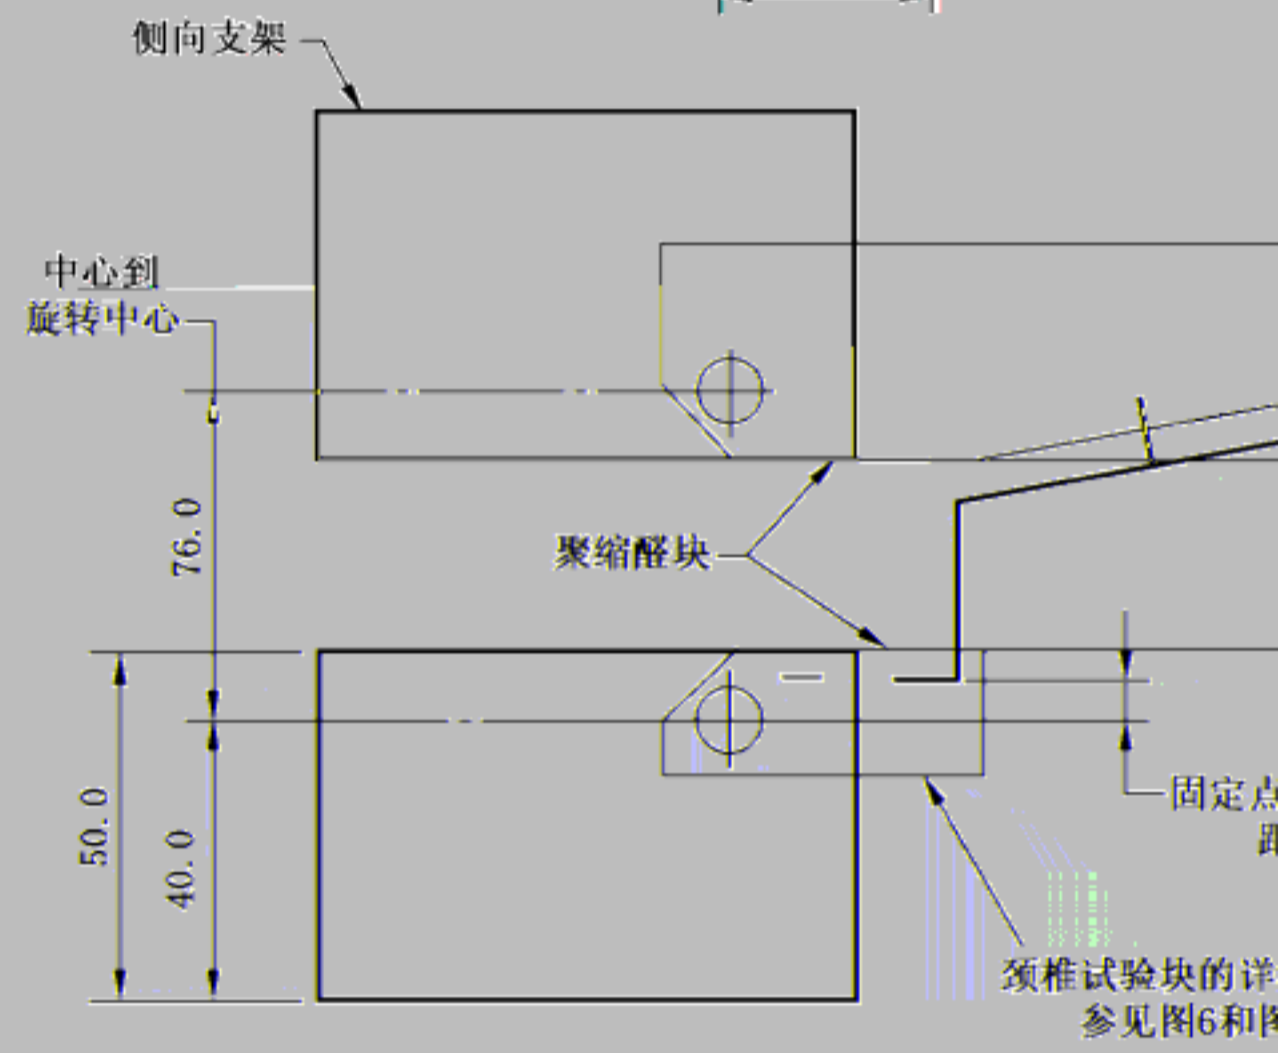 侧向支架
中心到
旋转中心
76.0
聚缩醛块
50.0
40.0
固定点
距
颈椎试验块的详
参见图6和图